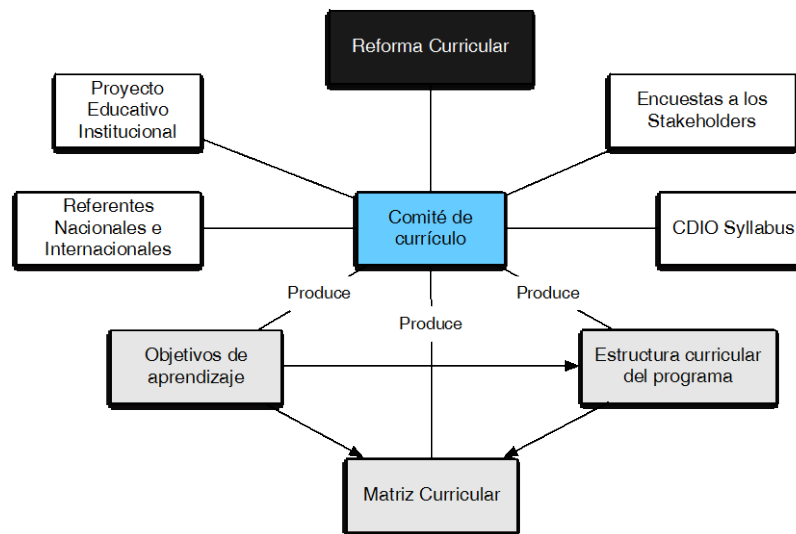 Reforma Curricular
Proyecto
Educativo
Institucional
Encuestas a los
Stakeholders
Referentes
Nacionales e
Internacionales
Comité de
currículo
CDIO Syllabus
Produce
Produce
Produce
Objetivos de
aprendizaje
Estructura curricular
del programa
Matriz Curricular